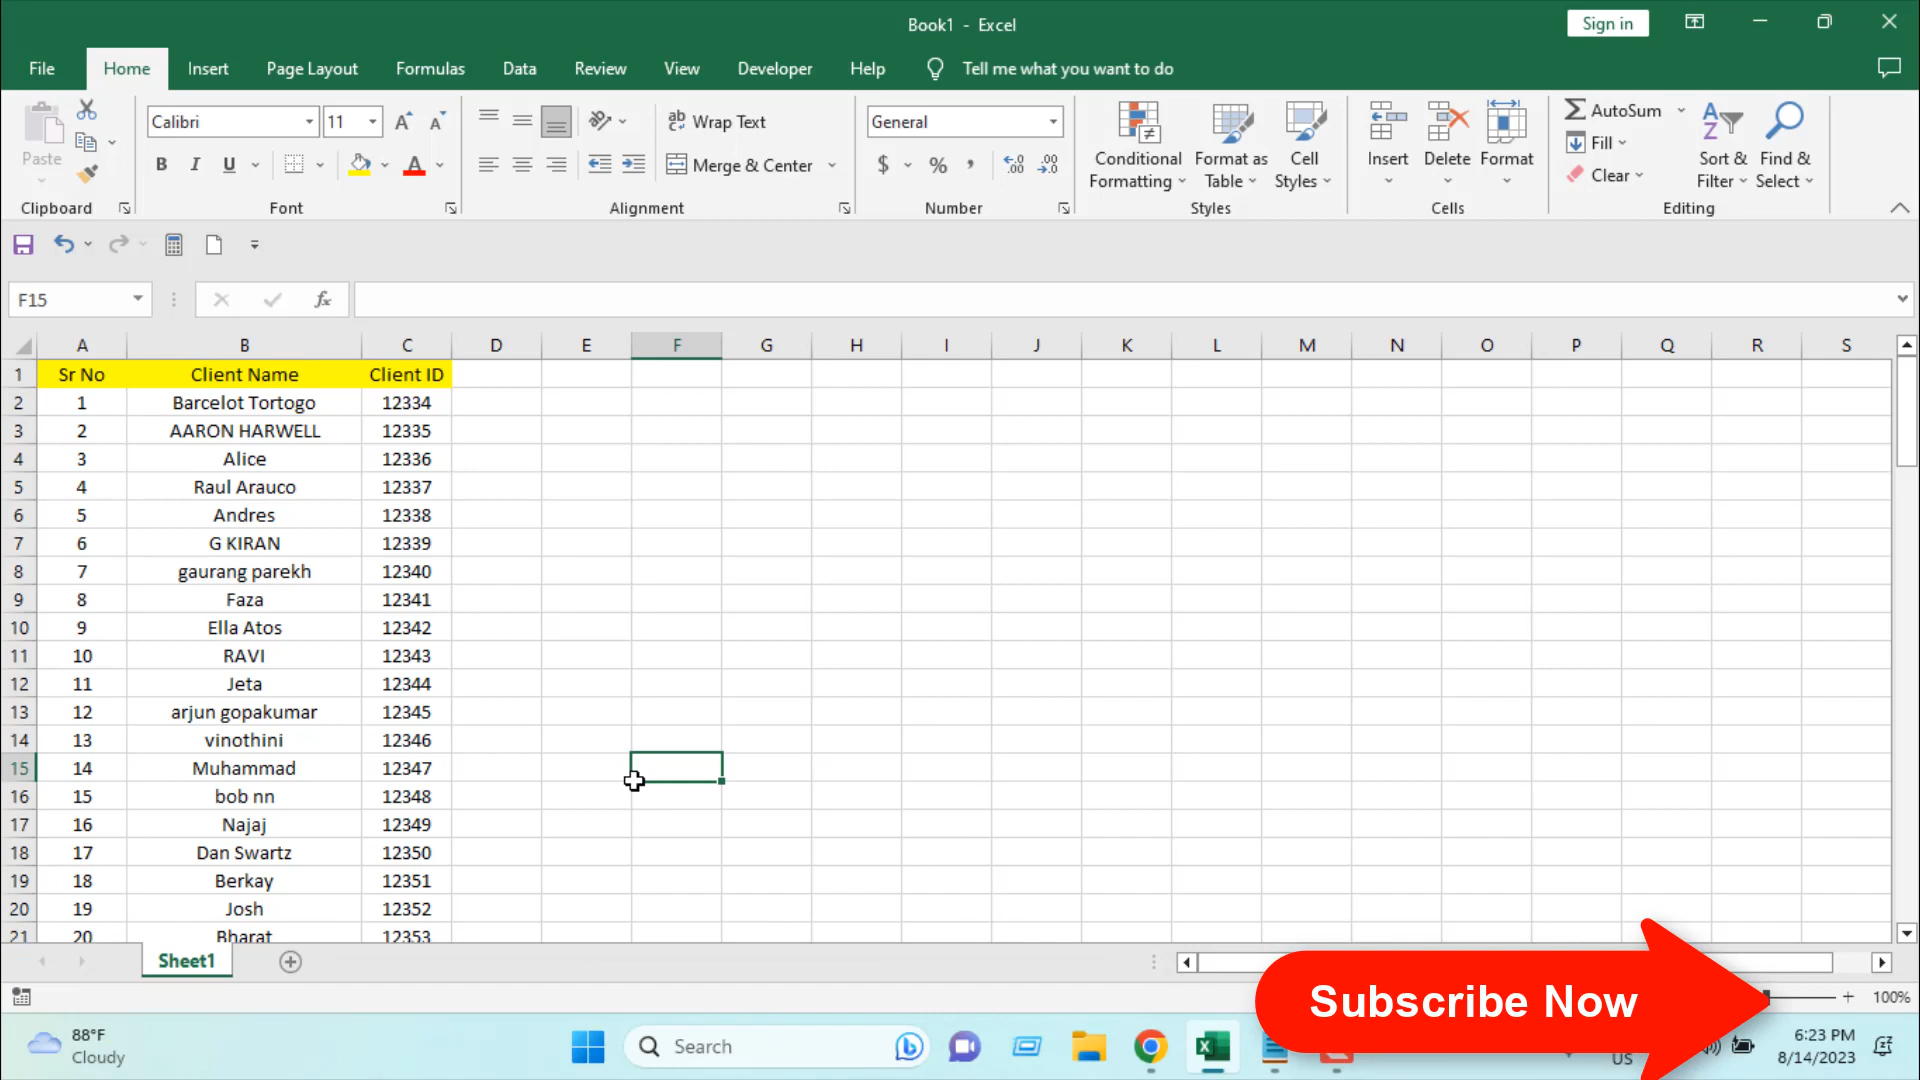 Book1 - Excel
Sign in
File Home Insert Page Layout Formulas Data Review View Developer Help Tell me what you want to do
Paste
Clipboard
Calibri 11
B I U
Font
Wrap Text
Merge & Center
Alignment
General
$ % ,
Number
Conditional Formatting
Format as Table
Cell Styles
Styles
Insert
Delete
Format
Cells
AutoSum
Fill
Clear
Sort & Filter
Find & Select
Editing
F15
fx
A B C D E F G H I J K L M N O P Q R S
1 Sr No Client Name Client ID
2 1 Barcelot Tortogo 12334
3 2 AARON HARWELL 12335
4 3 Alice 12336
5 4 Raul Arauco 12337
6 5 Andres 12338
7 6 G KIRAN 12339
8 7 gaurang parekh 12340
9 8 Faza 12341
10 9 Ella Atos 12342
11 10 RAVI 12343
12 11 Jeta 12344
13 12 arjun gopakumar 12345
14 13 vinothini 12346
15 14 Muhammad 12347
16 15 bob nn 12348
17 16 Najaj 12349
18 17 Dan Swartz 12350
19 18 Berkay 12351
20 19 Josh 12352
21 20 Bharat 12353
Sheet1
100%
Subscribe Now
88°F
Cloudy
Search
US
6:23 PM
8/14/2023